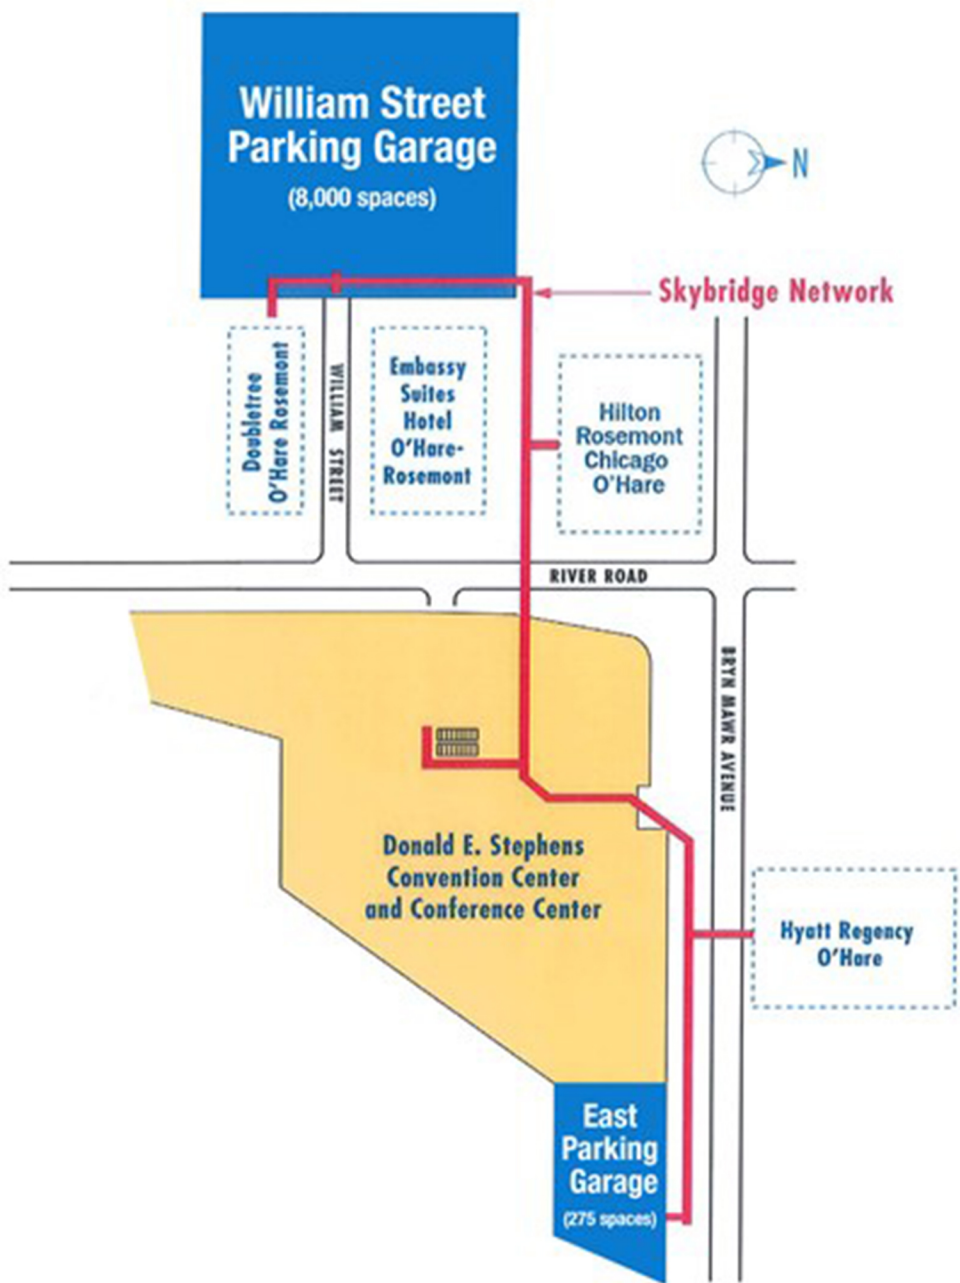 William Street
Parking Garage
(8,000 spaces)
N
Skybridge Network
Doubletree
O'Hare Rosemont
WILLIAM STREET
Embassy
Suites
Hotel
O'Hare-
Rosemont
Hilton
Rosemont
Chicago
O'Hare
RIVER ROAD
BRYN MAWR AVENUE
Donald E. Stephens
Convention Center
and Conference Center
Hyatt Regency
O'Hare
East
Parking
Garage
(275 spaces)